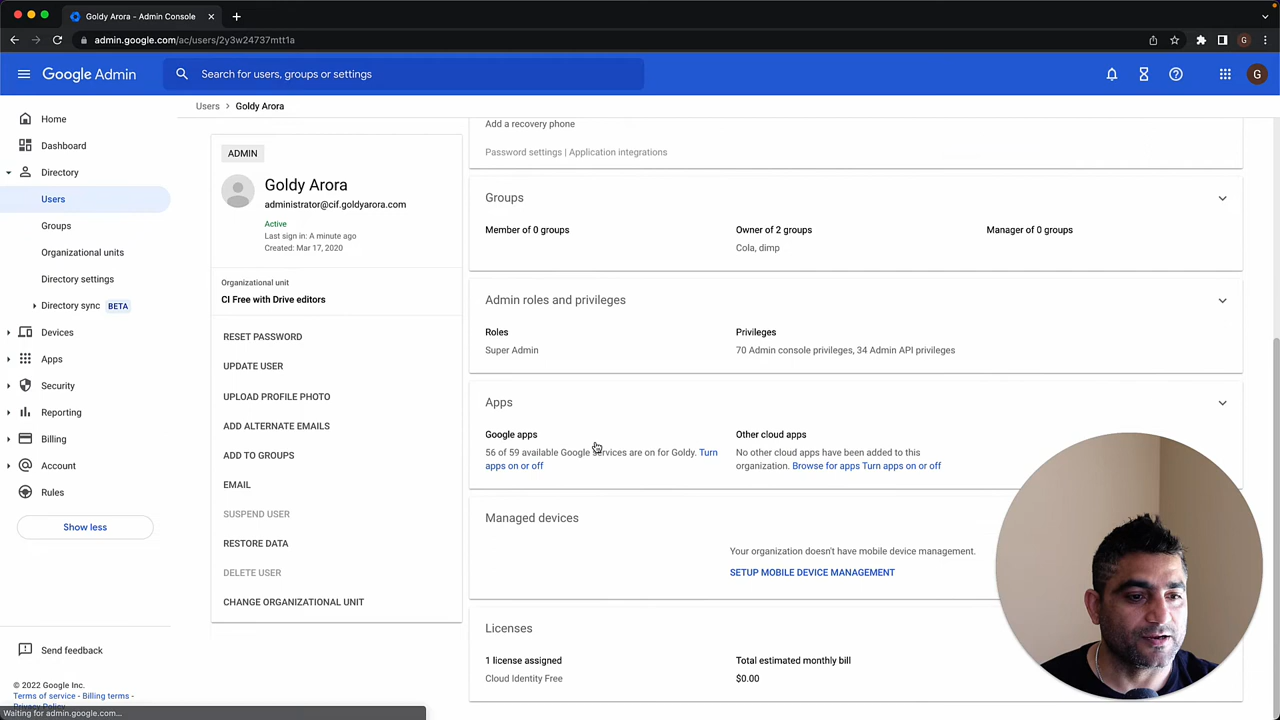 Goldy Arora - Admin Console
admin.google.com/ac/users/2y3w24737mtt1a
G
Google Admin
Search for users, groups or settings
G
Home
Dashboard
Directory
Users
Groups
Organizational units
Directory settings
Directory sync BETA
Devices
Apps
Security
Reporting
Billing
Account
Rules
Show less
Send feedback
© 2022 Google Inc.
Terms of service - Billing terms -
Privacy Policy
Waiting for admin.google.com...
Users > Goldy Arora
ADMIN
Goldy Arora
administrator@cif.goldyarora.com
Active
Last sign in: A minute ago
Created: Mar 17, 2020
Organizational unit
CI Free with Drive editors
RESET PASSWORD
UPDATE USER
UPLOAD PROFILE PHOTO
ADD ALTERNATE EMAILS
ADD TO GROUPS
EMAIL
SUSPEND USER
RESTORE DATA
DELETE USER
CHANGE ORGANIZATIONAL UNIT
Add a recovery phone
Password settings | Application integrations
Groups
Member of 0 groups
Owner of 2 groups
Cola, dimp
Manager of 0 groups
Admin roles and privileges
Roles
Super Admin
Privileges
70 Admin console privileges, 34 Admin API privileges
Apps
Google apps
56 of 59 available Google services are on for Goldy. Turn
apps on or off
Other cloud apps
No other cloud apps have been added to this
organization. Browse for apps Turn apps on or off
Managed devices
Your organization doesn't have mobile device management.
SETUP MOBILE DEVICE MANAGEMENT
Licenses
1 license assigned
Cloud Identity Free
Total estimated monthly bill
$0.00